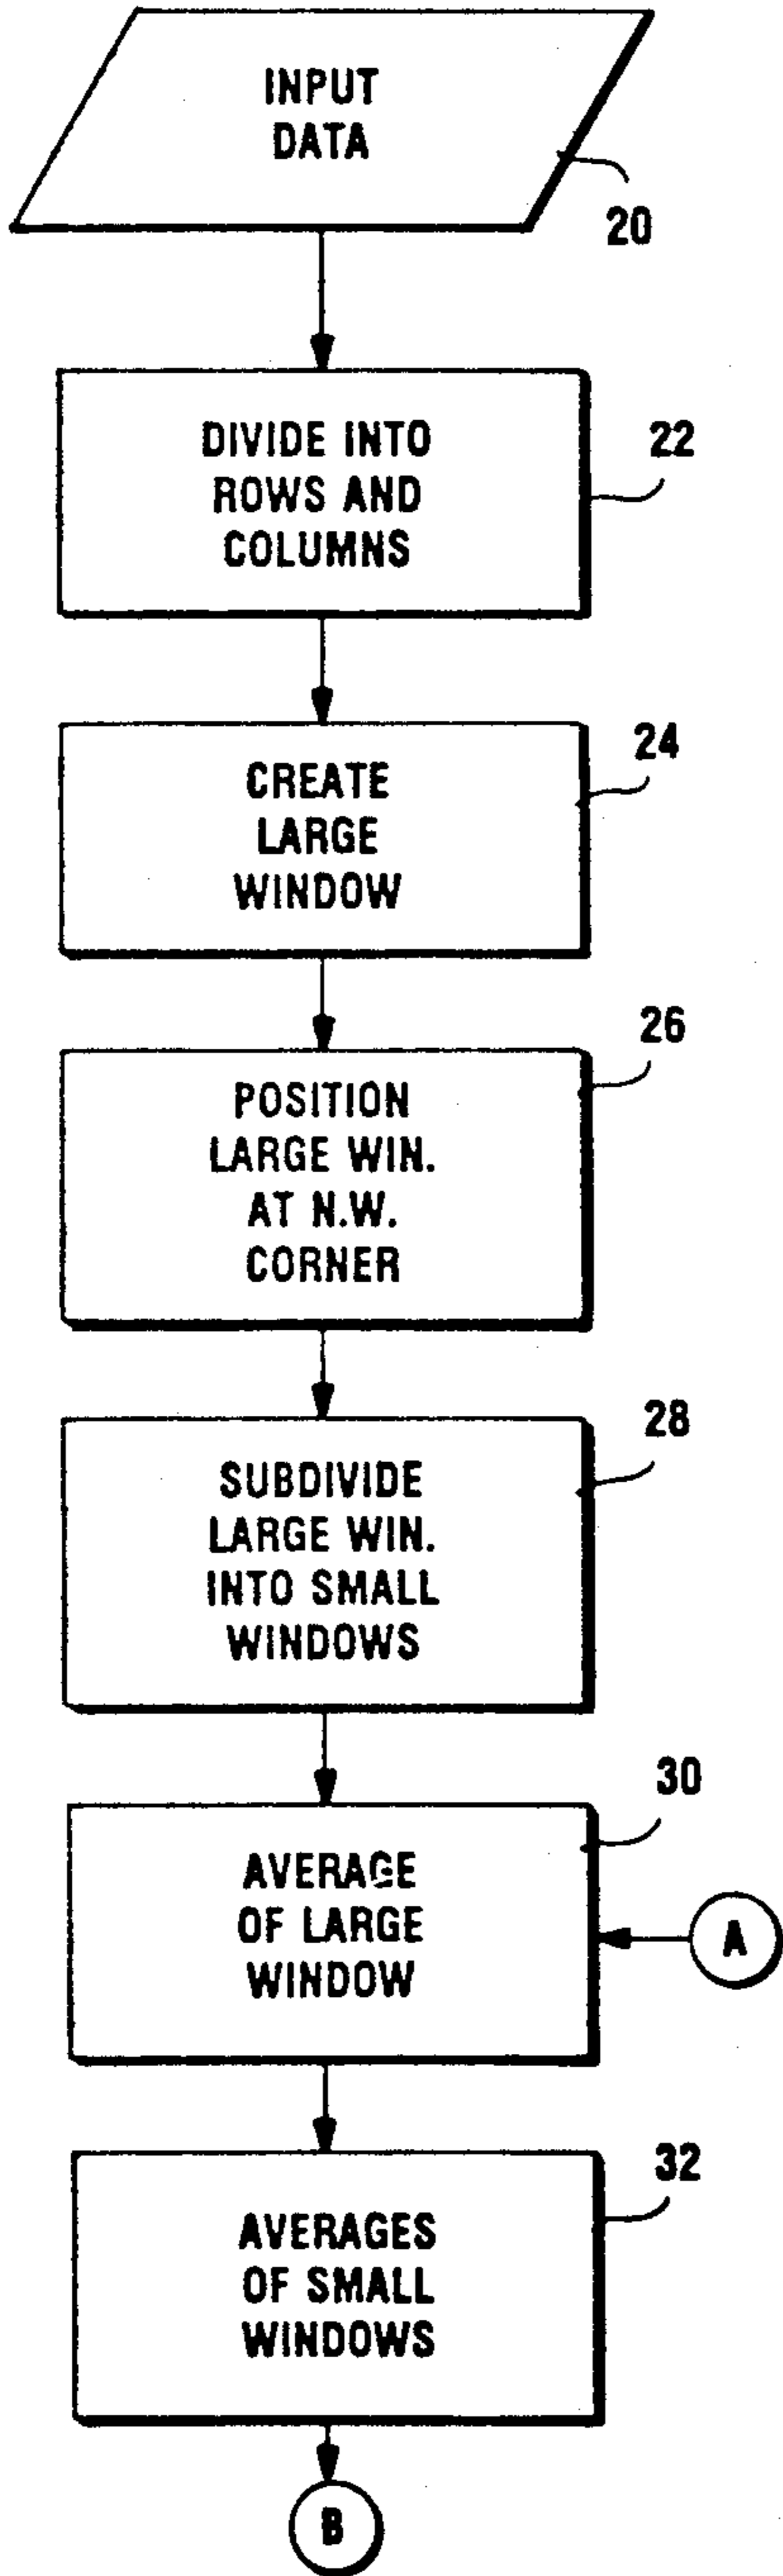 INPUT
DATA
20
DIVIDE INTO
ROWS AND
COLUMNS
22
CREATE
LARGE
WINDOW
24
POSITION
LARGE WIN.
AT N.W.
CORNER
26
SUBDIVIDE
LARGE WIN.
INTO SMALL
WINDOWS
28
AVERAGE
OF LARGE
WINDOW
30
A
AVERAGES
OF SMALL
WINDOWS
32
B